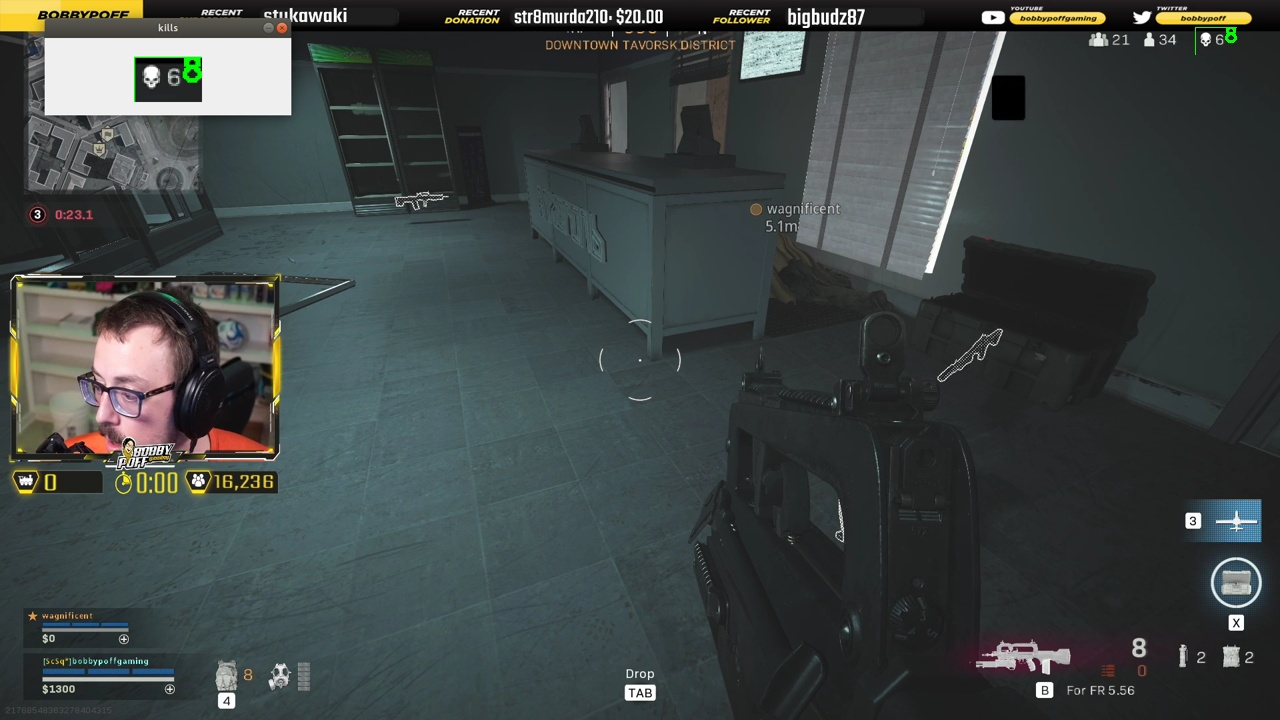 BOBBYPOFF
RECENT
stukawaki
RECENT DONATION
str8murda210: $20.00
RECENT FOLLOWER
bigbudz87
YOUTUBE
bobbypoffgaming
TWITTER
bobbypoff
kills
6 8
DOWNTOWN TAVORSK DISTRICT
21
34
6 8
3 0:23.1
wagnificent
5.1m
BOBBY
POFF
0
0:00
16,236
3
X
wagnificent
$0
[ScSq*]bobbypoffgaming
$1300
8
4
Drop
TAB
8
0
2
2
B For FR 5.56